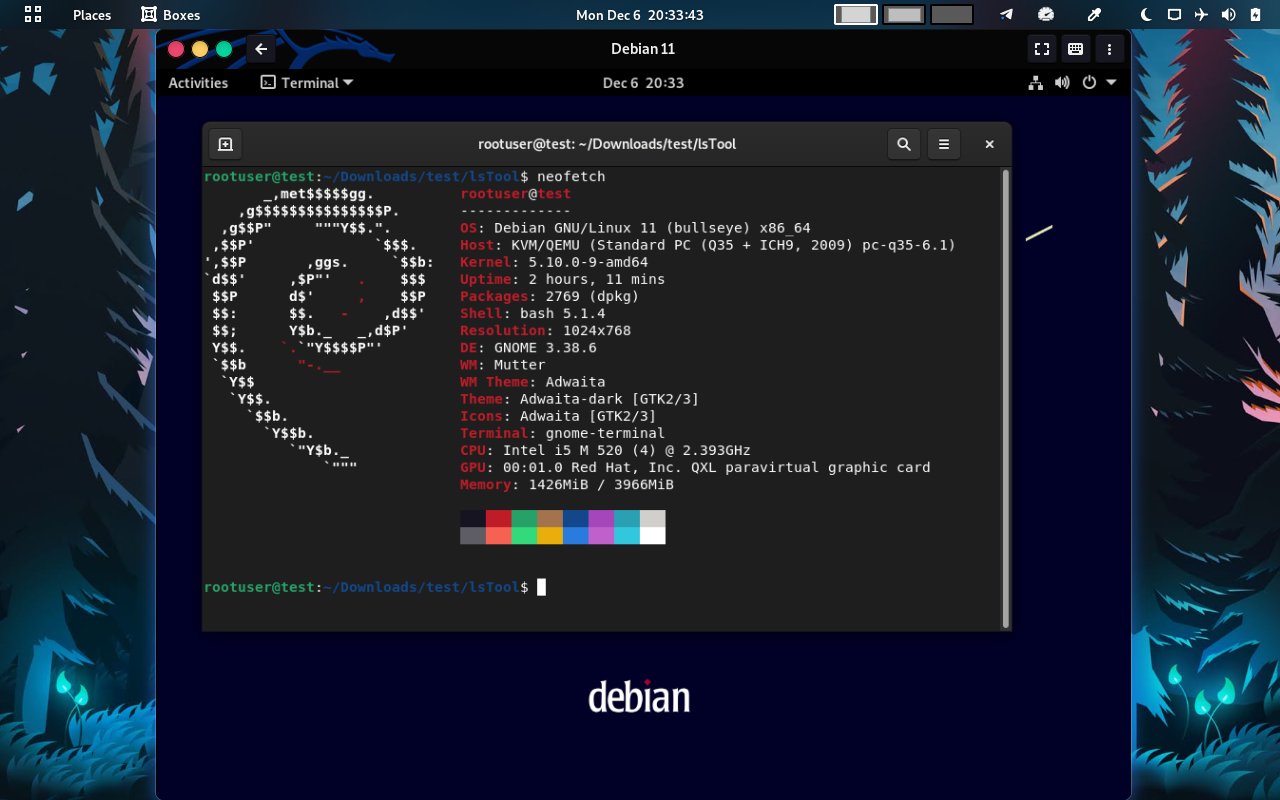 Places Boxes Mon Dec 6 20:33:43
Debian 11
Activities Terminal Dec 6 20:33
rootuser@test: ~/Downloads/test/lsTool
rootuser@test:~/Downloads/test/lsTool$ neofetch
       _,met$$$$$gg.          rootuser@test
    ,g$$$$$$$$$$$$$$$P.       -------------
  ,g$$P"     """Y$$.".        OS: Debian GNU/Linux 11 (bullseye) x86_64
 ,$$P'              `$$$.     Host: KVM/QEMU (Standard PC (Q35 + ICH9, 2009) pc-q35-6.1)
',$$P       ,ggs.     `$$b:   Kernel: 5.10.0-9-amd64
`d$$'     ,$P"'   .    $$$    Uptime: 2 hours, 11 mins
 $$P      d$'     ,    $$P    Packages: 2769 (dpkg)
 $$:      $$.   -    ,d$$'    Shell: bash 5.1.4
 $$;      Y$b._   _,d$P'      Resolution: 1024x768
 Y$$.    `.`"Y$$$$P"'         DE: GNOME 3.38.6
 `$$b      "-.__              WM: Mutter
  `Y$$                        WM Theme: Adwaita
   `Y$$.                      Theme: Adwaita-dark [GTK2/3]
     `$$b.                    Icons: Adwaita [GTK2/3]
       `Y$$b.                 Terminal: gnome-terminal
          `"Y$b._             CPU: Intel i5 M 520 (4) @ 2.393GHz
              `"""            GPU: 00:01.0 Red Hat, Inc. QXL paravirtual graphic card
                              Memory: 1426MiB / 3966MiB
rootuser@test:~/Downloads/test/lsTool$
debian